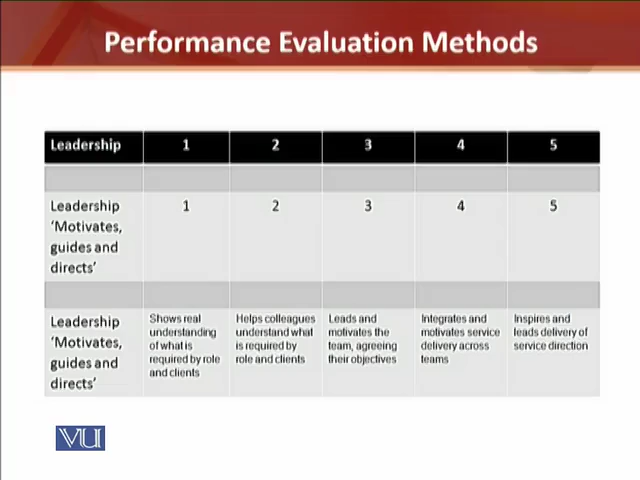 Performance Evaluation Methods
Leadership 1 2 3 4 5
Leadership 1 2 3 4 5
‘Motivates,
guides and
directs’
Leadership
‘Motivates,
guides and
directs’
Shows real
understanding
of what is
required by role
and clients
Helps colleagues
understand what
is required by
role and clients
Leads and
motivates the
team, agreeing
their objectives
Integrates and
motivates service
delivery across
teams
Inspires and
leads delivery of
service direction
VU